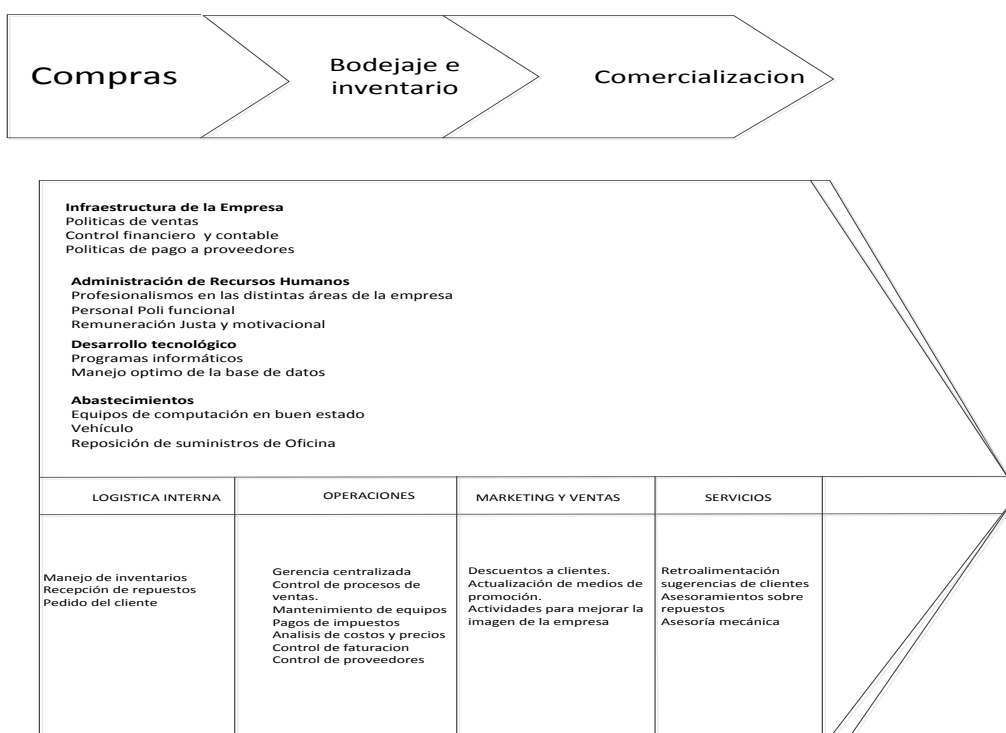 Compras
Bodejaje e
inventario
Comercializacion
Infraestructura de la Empresa
Politicas de ventas
Control financiero y contable
Politicas de pago a proveedores
Administración de Recursos Humanos
Profesionalismos en las distintas áreas de la empresa
Personal Poli funcional
Remuneración Justa y motivacional
Desarrollo tecnológico
Programas informáticos
Manejo optimo de la base de datos
Abastecimientos
Equipos de computación en buen estado
Vehículo
Reposición de suministros de Oficina
LOGISTICA INTERNA
OPERACIONES
MARKETING Y VENTAS
SERVICIOS
Manejo de inventarios
Recepción de repuestos
Pedido del cliente
Gerencia centralizada
Control de procesos de
ventas.
Mantenimiento de equipos
Pagos de impuestos
Analisis de costos y precios
Control de faturacion
Control de proveedores
Descuentos a clientes.
Actualización de medios de
promoción.
Actividades para mejorar la
imagen de la empresa
Retroalimentación
sugerencias de clientes
Asesoramientos sobre
repuestos
Asesoría mecánica